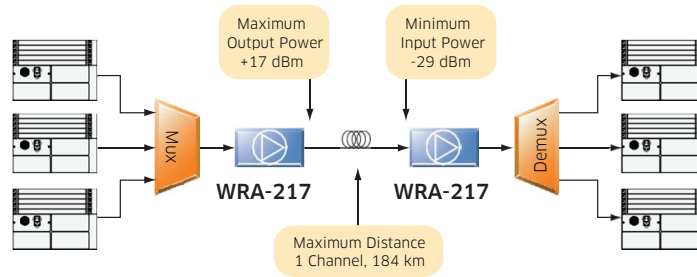 Maximum
Output Power
+17 dBm
Minimum
Input Power
-29 dBm
Mux
WRA-217
WRA-217
Demux
Maximum Distance
1 Channel, 184 km